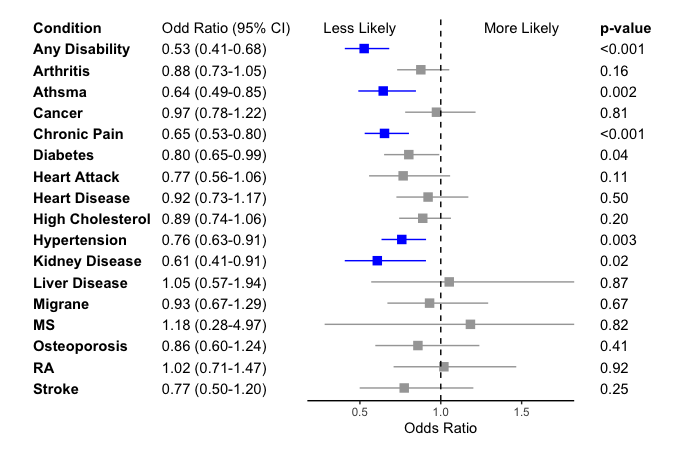 Condition Odd Ratio (95% CI) Less Likely More Likely p-value
Any Disability 0.53 (0.41-0.68) <0.001
Arthritis 0.88 (0.73-1.05) 0.16
Athsma 0.64 (0.49-0.85) 0.002
Cancer 0.97 (0.78-1.22) 0.81
Chronic Pain 0.65 (0.53-0.80) <0.001
Diabetes 0.80 (0.65-0.99) 0.04
Heart Attack 0.77 (0.56-1.06) 0.11
Heart Disease 0.92 (0.73-1.17) 0.50
High Cholesterol 0.89 (0.74-1.06) 0.20
Hypertension 0.76 (0.63-0.91) 0.003
Kidney Disease 0.61 (0.41-0.91) 0.02
Liver Disease 1.05 (0.57-1.94) 0.87
Migrane 0.93 (0.67-1.29) 0.67
MS 1.18 (0.28-4.97) 0.82
Osteoporosis 0.86 (0.60-1.24) 0.41
RA 1.02 (0.71-1.47) 0.92
Stroke 0.77 (0.50-1.20) 0.25
0.5 1.0 1.5
Odds Ratio